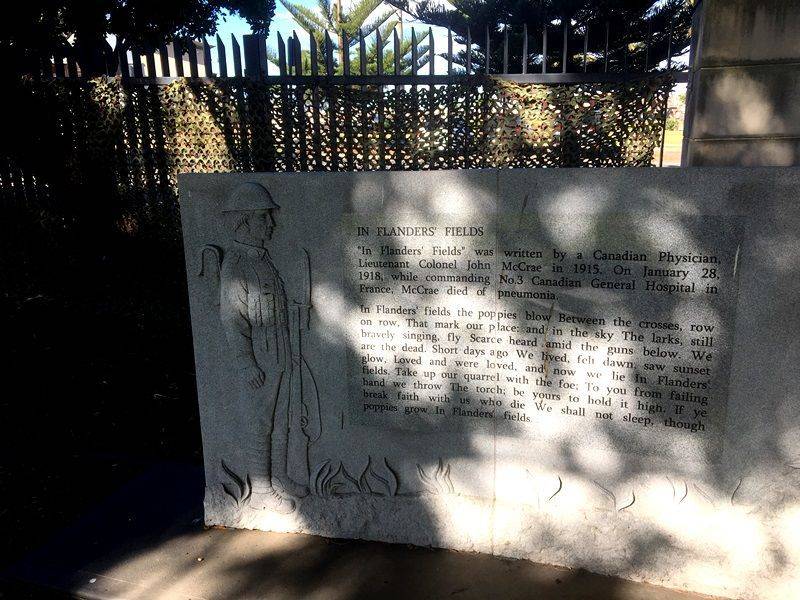 IN FLANDERS' FIELDS
"In Flanders' Fields" was written by a Canadian Physician,
Lieutenant Colonel John McCrae in 1915. On January 28,
1918, while commanding No.3 Canadian General Hospital in
France, McCrae died of pneumonia.
In Flanders' fields the poppies blow Between the crosses, row
on row, That mark our place: and in the sky The larks, still
bravely singing, fly Scarce heard amid the guns below. We
are the dead. Short days ago We lived, felt dawn, saw sunset
glow, Loved and were loved, and now we lie In Flanders'
fields. Take up our quarrel with the foe; To you from failing
hand we throw The torch; be yours to hold it high. If ye
break faith with us who die We shall not sleep, though
poppies grow In Flanders' fields.